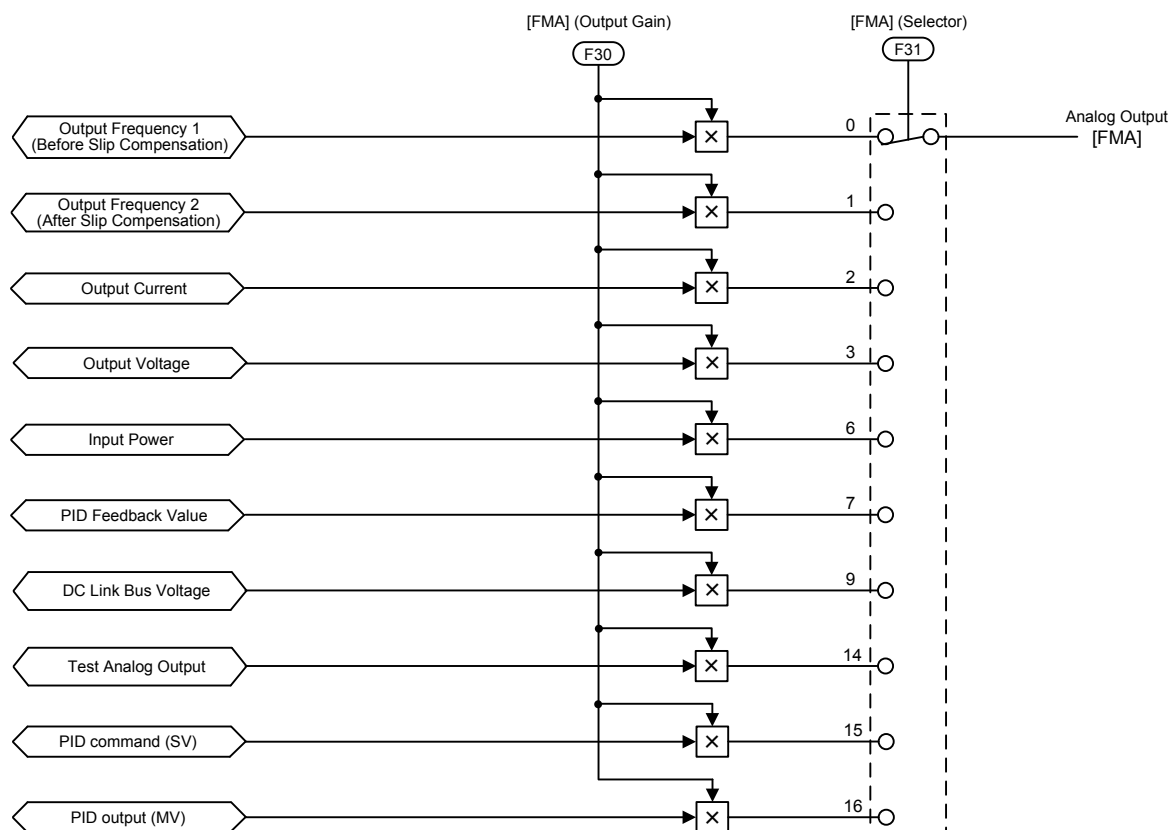 [FMA] (Output Gain)
[FMA] (Selector)
F30
F31
Output Frequency 1
(Before Slip Compensation)
×
0
Analog Output
[FMA]
Output Frequency 2
(After Slip Compensation)
×
1
Output Current
×
2
Output Voltage
×
3
Input Power
×
6
PID Feedback Value
×
7
DC Link Bus Voltage
×
9
Test Analog Output
×
14
PID command (SV)
×
15
PID output (MV)
×
16